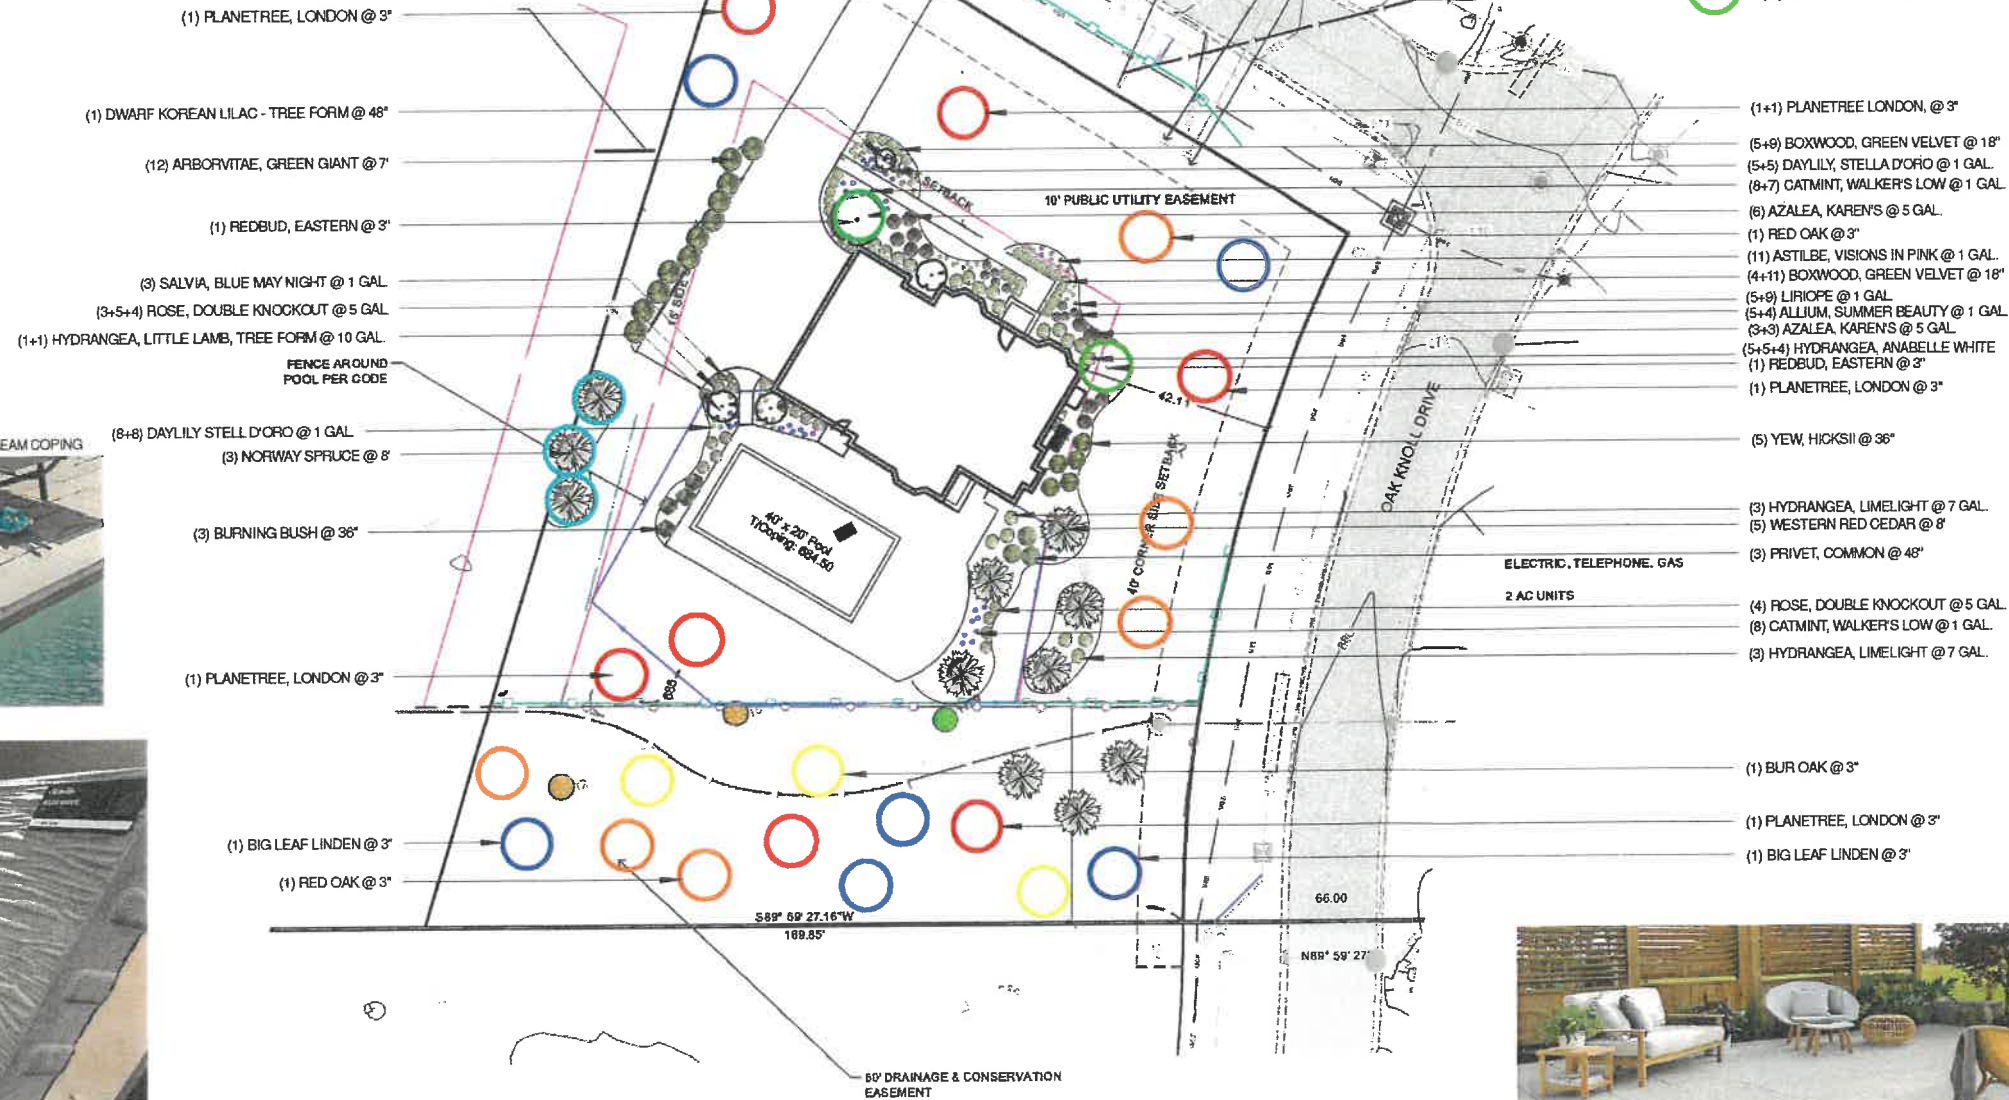 (1) PLANETREE, LONDON @ 3"
(1) DWARF KOREAN LILAC - TREE FORM @ 48"
(12) ARBORVITAE, GREEN GIANT @ 7'
(1) REDBUD, EASTERN @ 3"
(3) SALVIA, BLUE MAY NIGHT @ 1 GAL
(3+5+4) ROSE, DOUBLE KNOCKOUT @ 5 GAL
(1+1) HYDRANGEA, LITTLE LAMB, TREE FORM @ 10 GAL.
FENCE AROUND
POOL PER CODE
(8+8) DAYLILY STELL D'ORO @ 1 GAL
EAM COPING
(3) NORWAY SPRUCE @ 8'
(3) BURNING BUSH @ 36"
(1) PLANETREE, LONDON @ 3"
(1) BIG LEAF LINDEN @ 3"
(1) RED OAK @ 3"
SETBACK
10' PUBLIC UTILITY EASEMENT
15' SIDE
42.11
40' CORNER SIDE SETBACK
40' X 20' Pool
T/Coping: 684.50
685
OAK KNOLL DRIVE
ELECTRIC, TELEPHONE, GAS
2 AC UNITS
S89° 59' 27.16"W
169.85'
66.00
N89° 59' 27
60' DRAINAGE & CONSERVATION
EASEMENT
(1+1) PLANETREE LONDON, @ 3"
(5+9) BOXWOOD, GREEN VELVET @ 18"
(5+5) DAYLILY, STELLA D'ORO @ 1 GAL.
(8+7) CATMINT, WALKER'S LOW @ 1 GAL
(6) AZALEA, KAREN'S @ 5 GAL.
(1) RED OAK @ 3"
(11) ASTILBE, VISIONS IN PINK @ 1 GAL.
(4+11) BOXWOOD, GREEN VELVET @ 18"
(5+9) LIRIOPE @ 1 GAL
(5+4) ALLIUM, SUMMER BEAUTY @ 1 GAL
(3+3) AZALEA, KAREN'S @ 5 GAL
(5+5+4) HYDRANGEA, ANABELLE WHITE
(1) REDBUD, EASTERN @ 3"
(1) PLANETREE, LONDON @ 3"
(5) YEW, HICKSII @ 36"
(3) HYDRANGEA, LIMELIGHT @ 7 GAL.
(5) WESTERN RED CEDAR @ 8'
(3) PRIVET, COMMON @ 48"
(4) ROSE, DOUBLE KNOCKOUT @ 5 GAL.
(8) CATMINT, WALKER'S LOW @ 1 GAL.
(3) HYDRANGEA, LIMELIGHT @ 7 GAL.
(1) BUR OAK @ 3"
(1) PLANETREE, LONDON @ 3"
(1) BIG LEAF LINDEN @ 3"